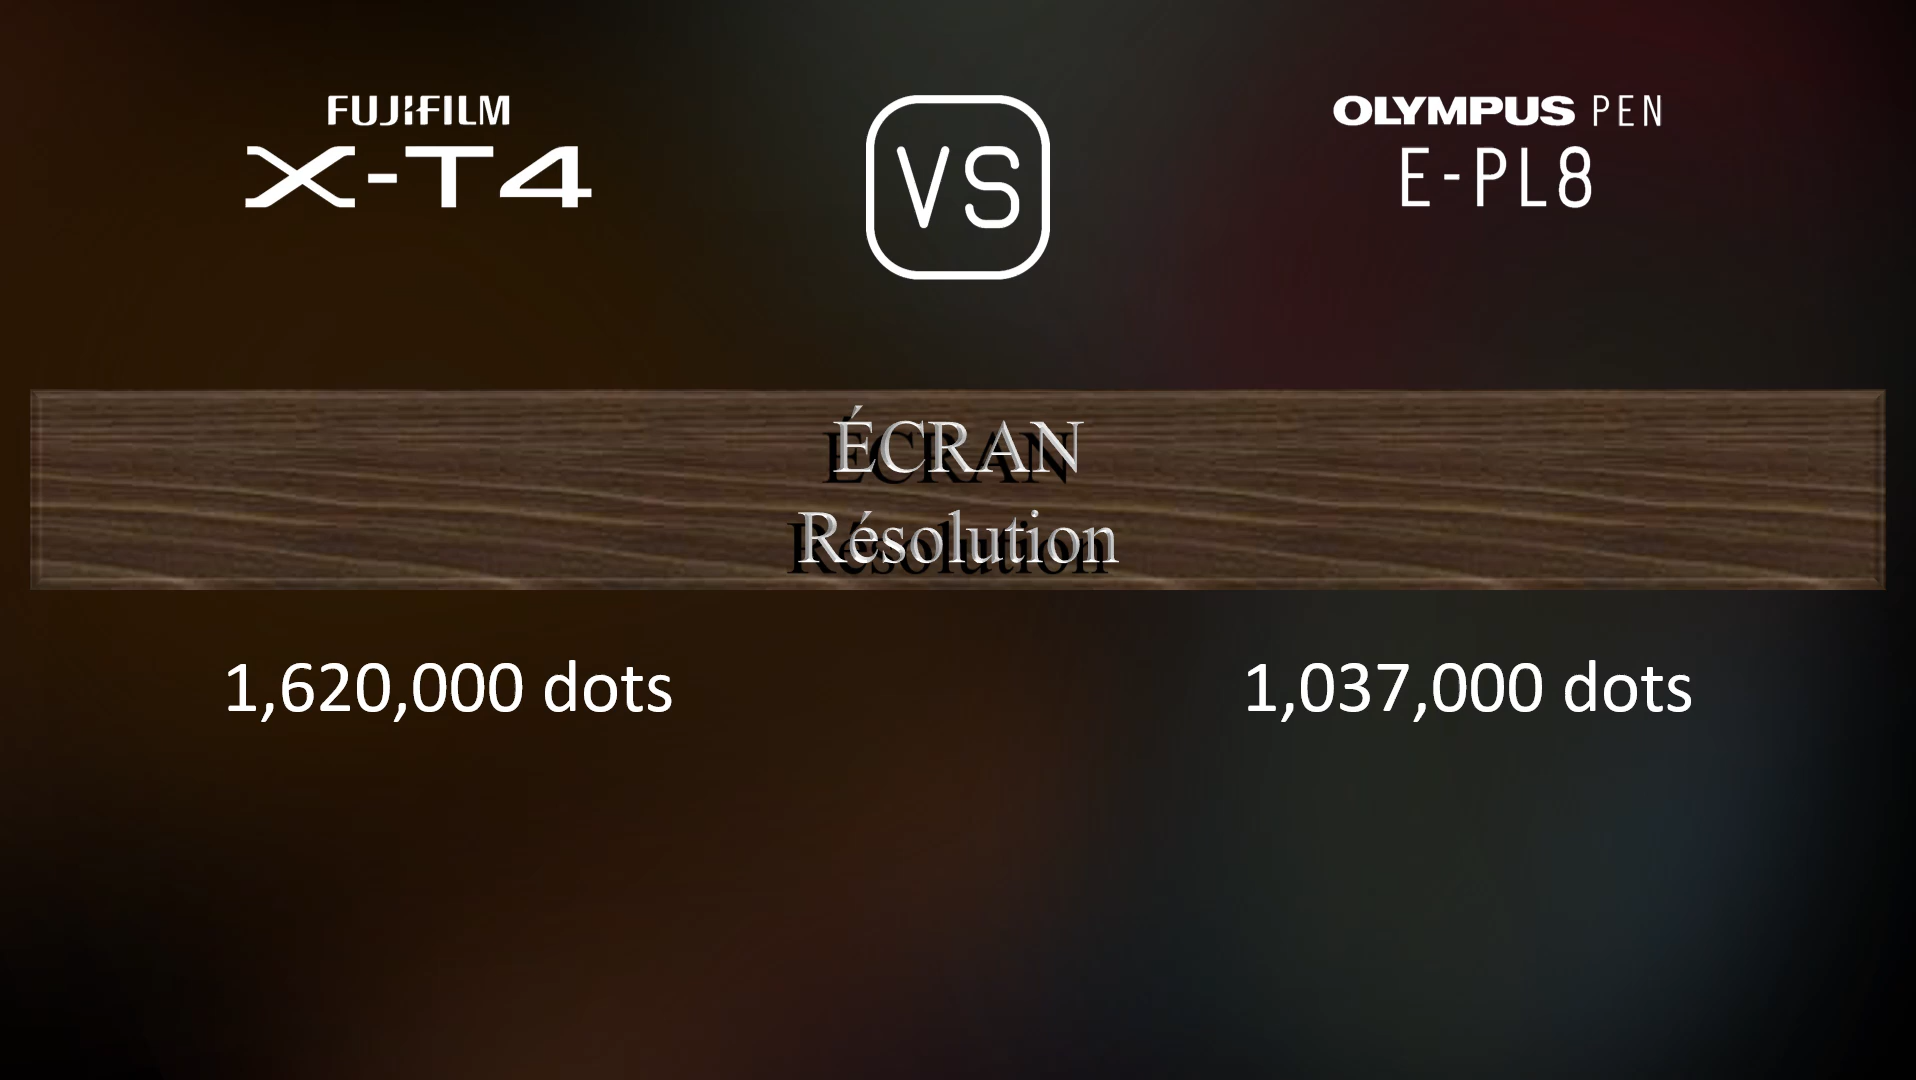 FUJIFILM
X-T4
VS
OLYMPUS PEN
E-PL8
ÉCRAN
Résolution
1,620,000 dots
1,037,000 dots